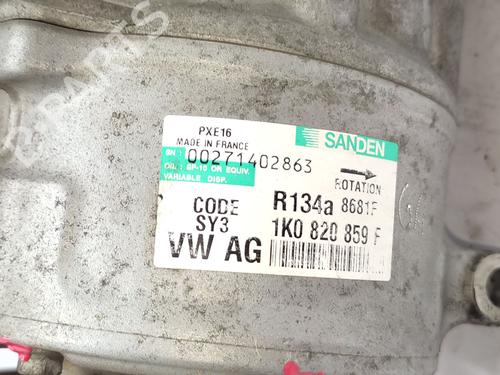 PXE16
MADE IN FRANCE
SANDEN
SN: 00271402863
OIL: SP-10 OR EQUIV.
VARIABLE DISP.
ROTATION
CODE R134a 8681F
SY3 1K0 820 859 F
VW AG
PARTS